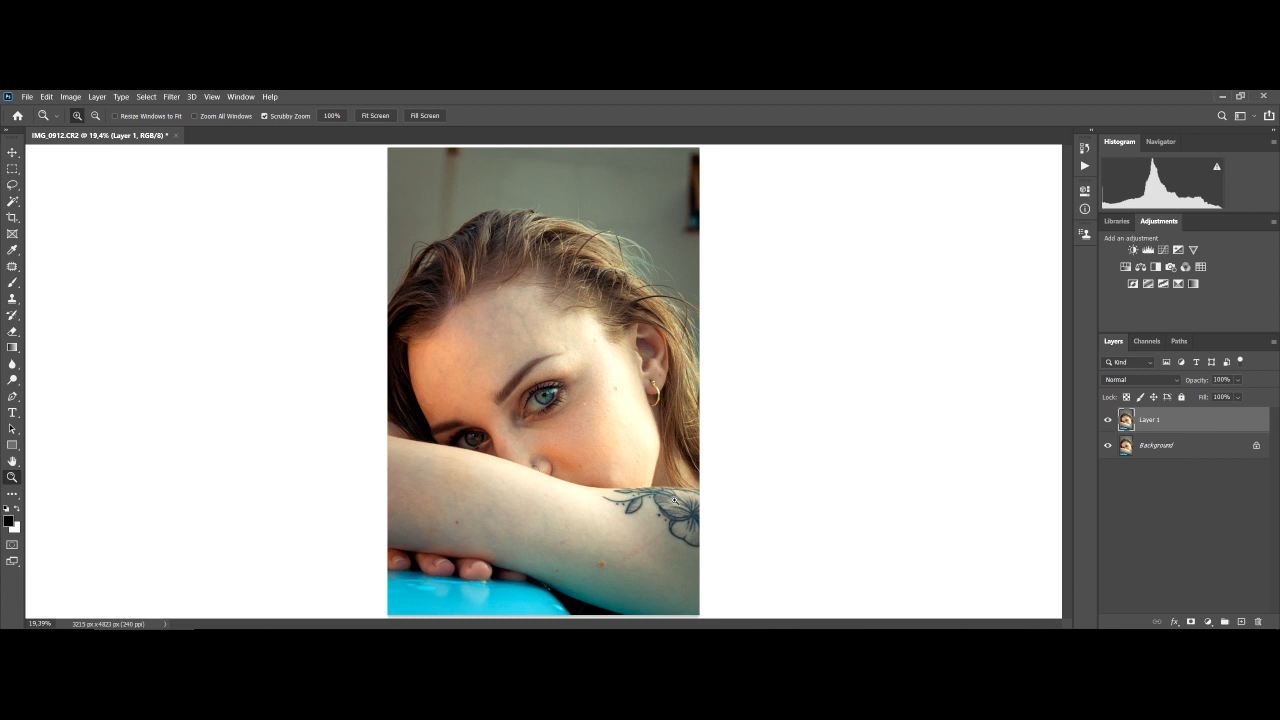 Ps File Edit Image Layer Type Select Filter 3D View Window Help
Resize Windows to Fit Zoom All Windows Scrubby Zoom 100% Fit Screen Fill Screen
IMG_0912.CR2 @ 19,4% (Layer 1, RGB/8) *
Histogram Navigator
Libraries Adjustments
Add an adjustment
Layers Channels Paths
Kind
Normal Opacity: 100%
Lock: Fill: 100%
Layer 1
Background
19,39% 3215 px x 4823 px (240 ppi)